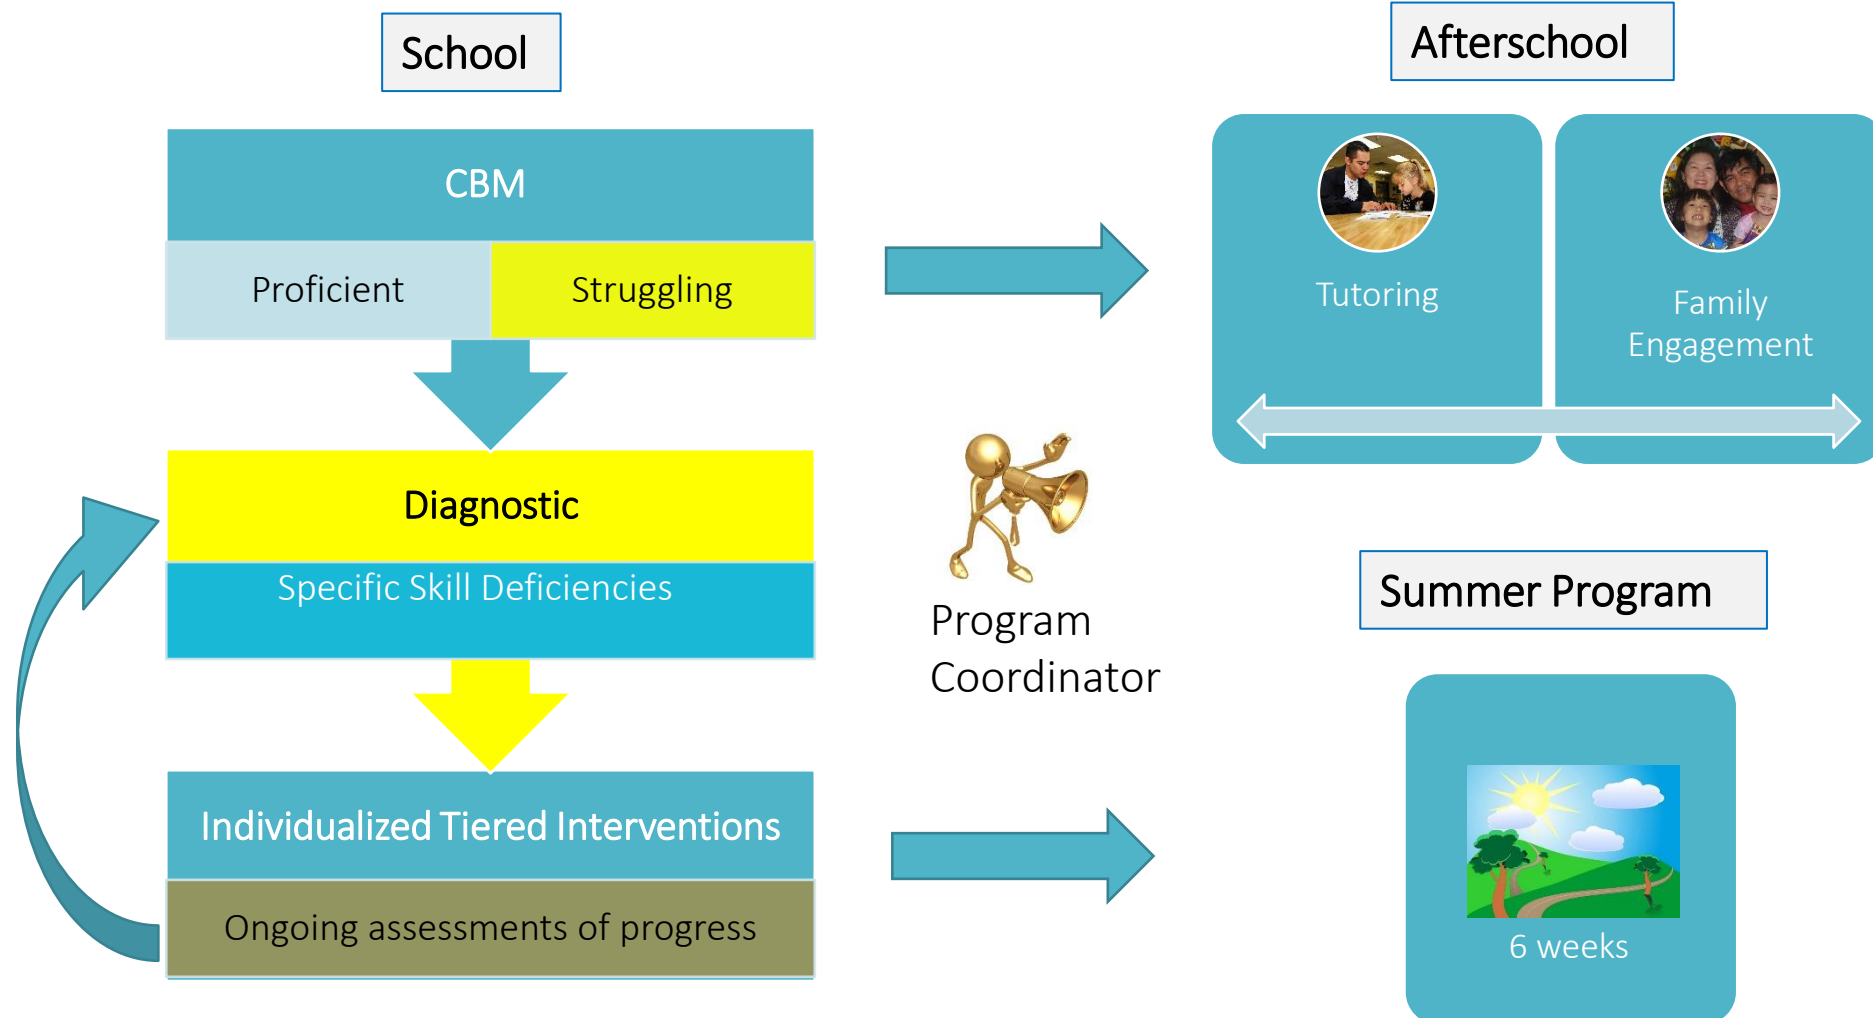 School
CBM
Proficient
Struggling
Diagnostic
Specific Skill Deficiencies
Individualized Tiered Interventions
Ongoing assessments of progress
Program
Coordinator
Afterschool
Tutoring
Family
Engagement
Summer Program
6 weeks